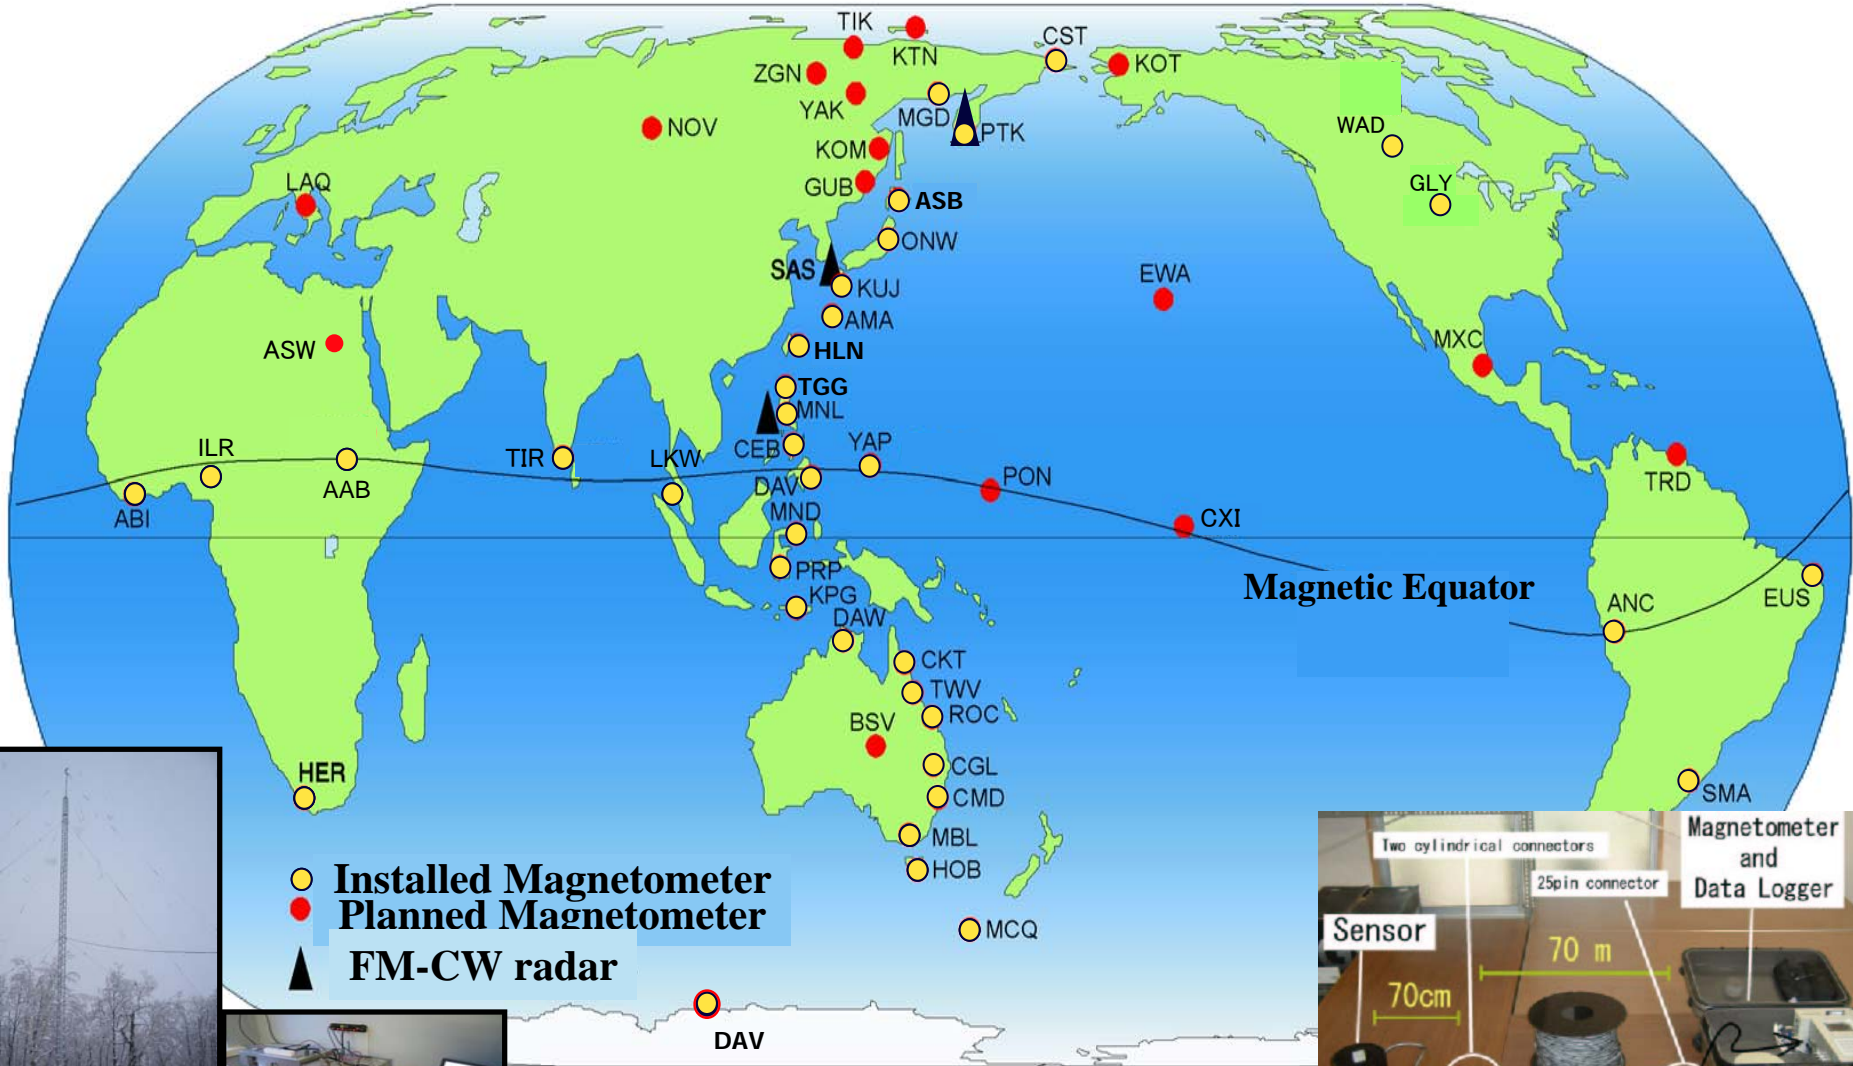 TIK
KTN
CST
KOT
ZGN
YAK
MGD
PTK
NOV
WAD
KOM
GUB
LAQ
GLY
ASB
ONW
SAS
KUJ
EWA
AMA
ASW
HLN
MXC
TGG
MNL
CEB
YAP
ILR
TIR
LKW
AAB
DAV
PON
TRD
ABI
MND
CXI
PRP
Magnetic Equator
KPG
ANC
EUS
DAW
CKT
TWV
ROC
BSV
CGL
HER
CMD
SMA
MBL
HOB
MCQ
DAV
Installed Magnetometer
Planned Magnetometer
FM-CW radar
Two cylindrical connectors
25pin connector
Magnetometer
and
Data Logger
Sensor
70 m
70cm